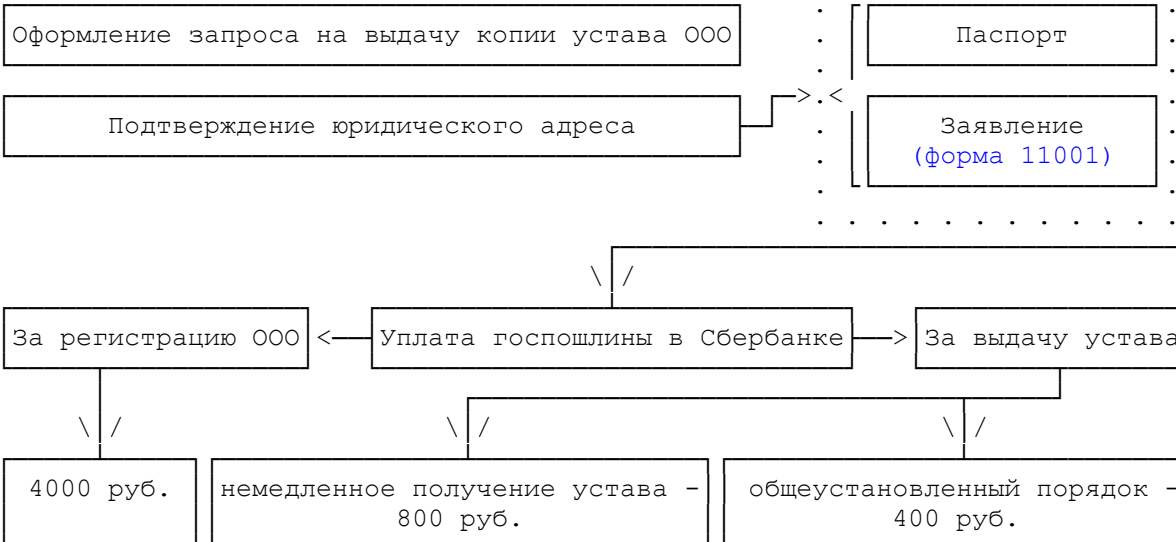 Оформление запроса на выдачу копии устава ООО
Паспорт
Подтверждение юридического адреса
Заявление
(форма 11001)
За регистрацию ООО
Уплата госпошлины в Сбербанке
За выдачу устава
4000 руб.
немедленное получение устава -
800 руб.
общеустановленный порядок -
400 руб.